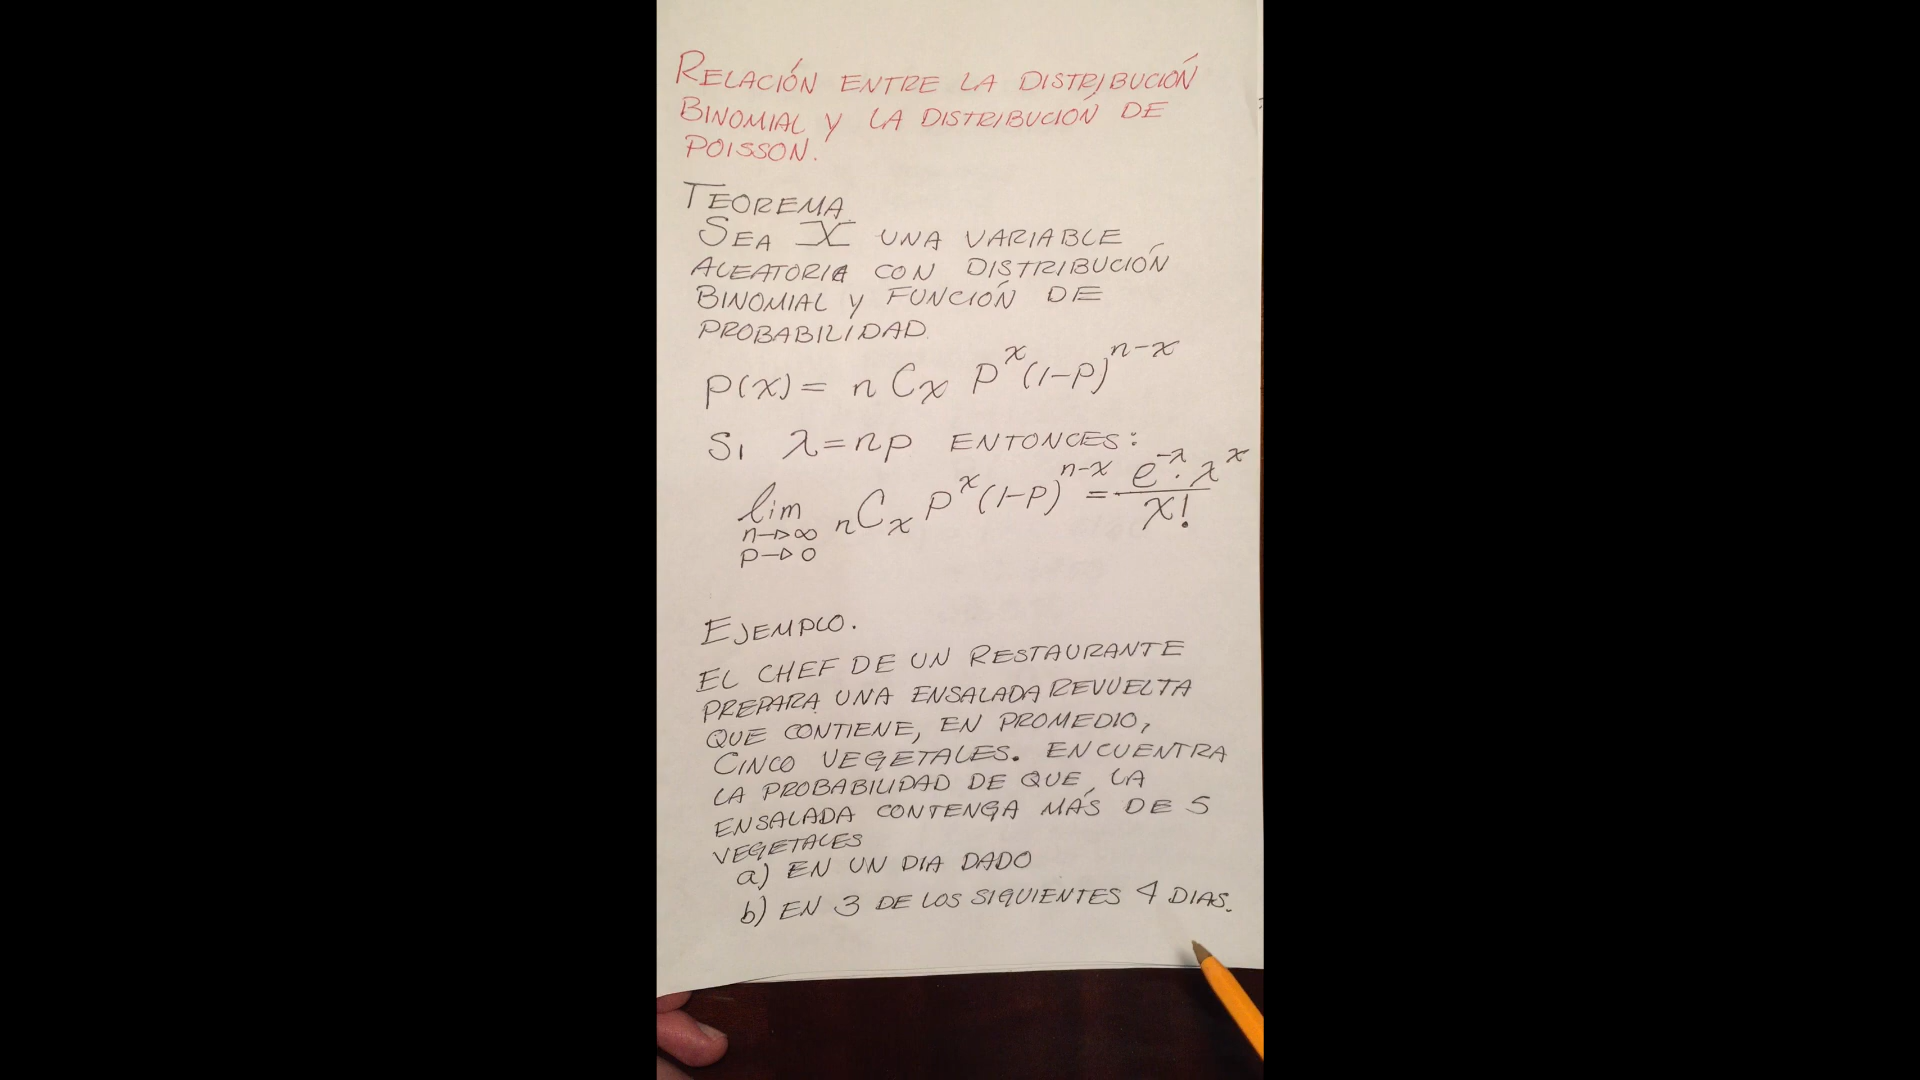 RELACIÓN ENTRE LA DISTRIBUCIÓN
BINOMIAL Y LA DISTRIBUCIÓN DE
POISSON.
TEOREMA
SEA X UNA VARIABLE
ALEATORIA CON DISTRIBUCIÓN
BINOMIAL Y FUNCIÓN DE
PROBABILIDAD
p(x) = n Cx p^x (1-p)^{n-x}
SI λ = np ENTONCES:
lim_{n→∞, p→0} nCx p^x (1-p)^{n-x} = \frac{e^{-λ} · λ^x}{x!}
EJEMPLO.
EL CHEF DE UN RESTAURANTE
PREPARA UNA ENSALADA REVUELTA
QUE CONTIENE, EN PROMEDIO,
CINCO VEGETALES. ENCUENTRA
LA PROBABILIDAD DE QUE LA
ENSALADA CONTENGA MÁS DE 5
VEGETALES
a) EN UN DIA DADO
b) EN 3 DE LOS SIGUIENTES 4 DIAS.